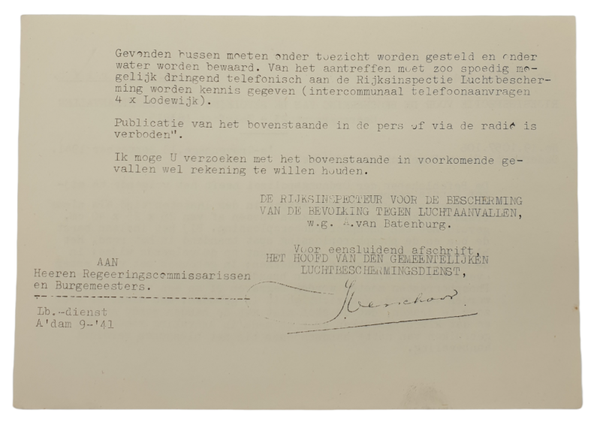 Gevonden bussen moeten onder toezicht worden gesteld en onder
water worden bewaard. Van het aantreffen moet zoo spoedig mo-
gelijk dringend telefonisch aan de Rijksinspectie Luchtbescher-
ming worden kennis gegeven (intercommunaal telefoonaanvragen
4 x Lodewijk).
Publicatie van het bovenstaande in de pers of via de radio is
verboden".
Ik moge U verzoeken met het bovenstaande in voorkomende ge-
vallen wel rekening te willen houden.
DE RIJKSINSPECTEUR VOOR DE BESCHERMING
VAN DE BEVOLKING TEGEN LUCHTAANVALLEN,
w.g. van Batenburg.
Voor eensluidend afschrift,
HET HOOFD VAN DEN GEMEENTELIJKEN
LUCHTBESCHERMINGSDIENST,
AAN
Heeren Regeeringscommissarissen
en Burgemeesters.
Lb.-dienst
A'dam 9-'41